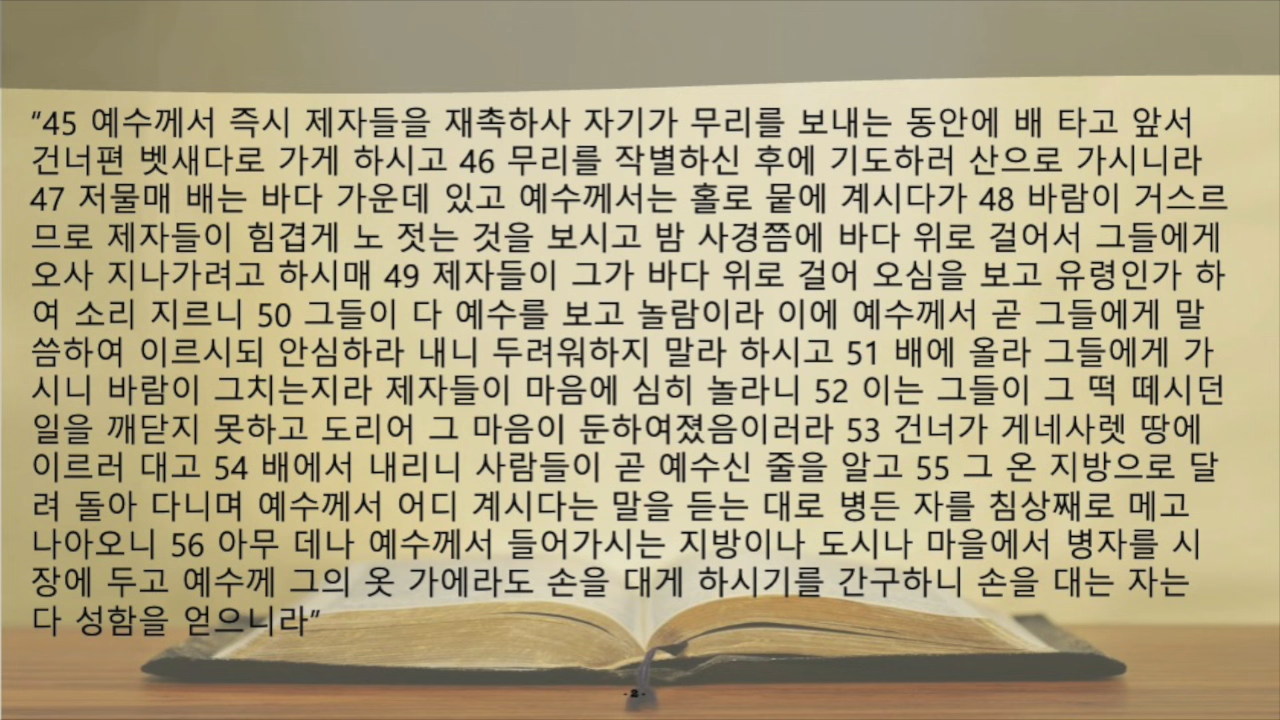 “45 예수께서 즉시 제자들을 재촉하사 자기가 무리를 보내는 동안에 배 타고 앞서
건너편 벳새다로 가게 하시고 46 무리를 작별하신 후에 기도하러 산으로 가시니라
47 저물매 배는 바다 가운데 있고 예수께서는 홀로 뭍에 계시다가 48 바람이 거스르
므로 제자들이 힘겹게 노 젓는 것을 보시고 밤 사경쯤에 바다 위로 걸어서 그들에게
오사 지나가려고 하시매 49 제자들이 그가 바다 위로 걸어 오심을 보고 유령인가 하
여 소리 지르니 50 그들이 다 예수를 보고 놀람이라 이에 예수께서 곧 그들에게 말
씀하여 이르시되 안심하라 내니 두려워하지 말라 하시고 51 배에 올라 그들에게 가
시니 바람이 그치는지라 제자들이 마음에 심히 놀라니 52 이는 그들이 그 떡 떼시던
일을 깨닫지 못하고 도리어 그 마음이 둔하여졌음이러라 53 건너가 게네사렛 땅에
이르러 대고 54 배에서 내리니 사람들이 곧 예수신 줄을 알고 55 그 온 지방으로 달
려 돌아 다니며 예수께서 어디 계시다는 말을 듣는 대로 병든 자를 침상째로 메고
나아오니 56 아무 데나 예수께서 들어가시는 지방이나 도시나 마을에서 병자를 시
장에 두고 예수께 그의 옷 가에라도 손을 대게 하시기를 간구하니 손을 대는 자는
다 성함을 얻으니라”
- 2 -